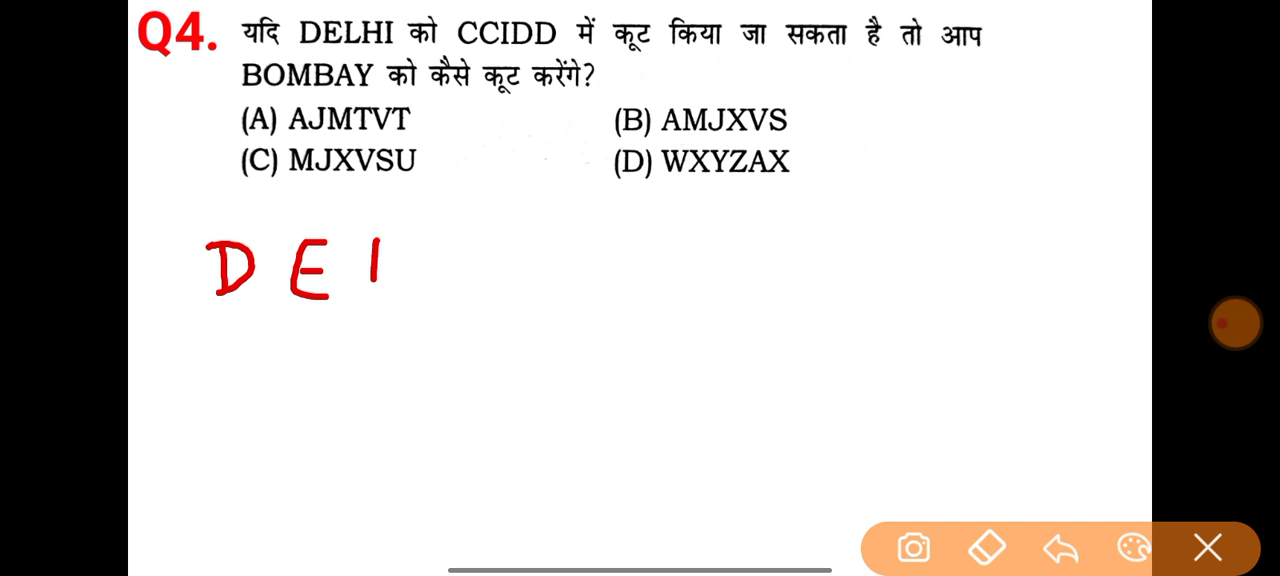 Q4. यदि DELHI को CCIDD में कूट किया जा सकता है तो आप
BOMBAY को कैसे कूट करेंगे?
(A) AJMTVT (B) AMJXVS
(C) MJXVSU (D) WXYZAX
D E I